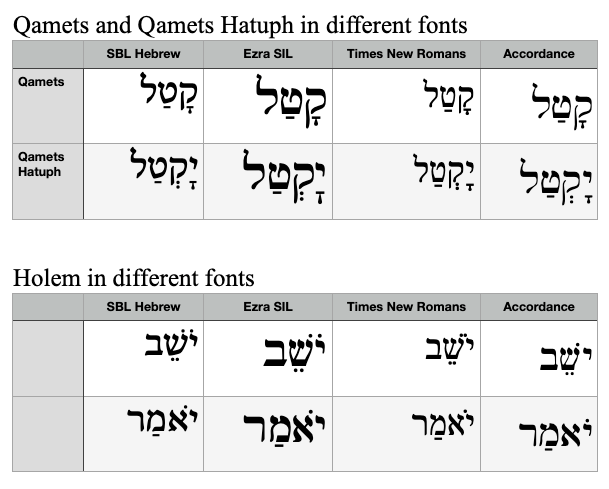 Qamets and Qamets Hatuph in different fonts
SBL Hebrew Ezra SIL Times New Romans Accordance
Qamets קָטַל קָטַל קָטַל קָטַל
Qamets Hatuph יָקְטַל יָקְטַל יָקְטַל יָקְטַל
Holem in different fonts
SBL Hebrew Ezra SIL Times New Romans Accordance
יֹשֵׁב יֹשֵׁב יֹשֵׁב יֹשֵׁב
יֹאמַר יֹאמַר יֹאמַר יֹאמַר